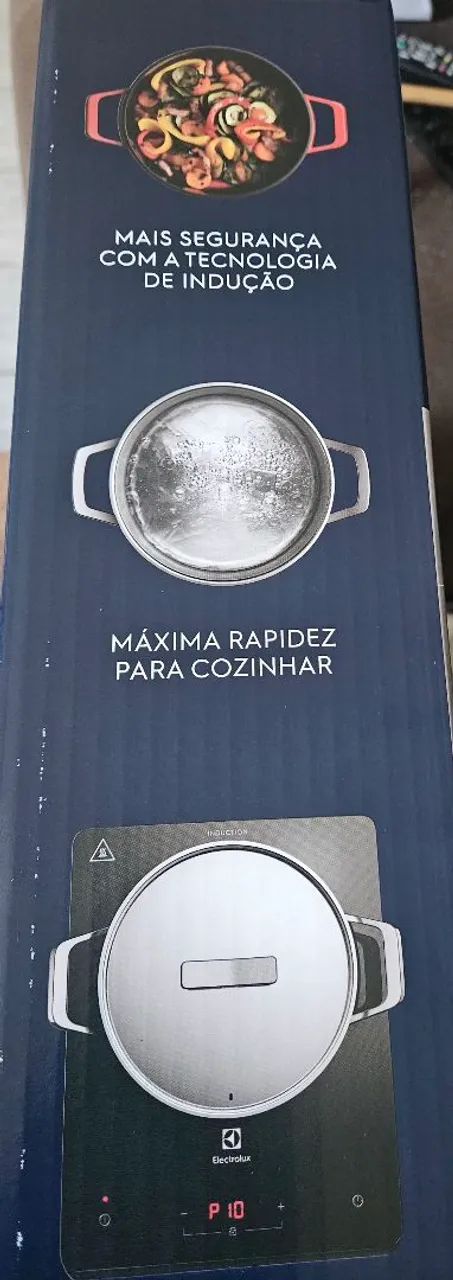 MAIS SEGURANÇA
COM A TECNOLOGIA
DE INDUÇÃO
MÁXIMA RAPIDEZ
PARA COZINHAR
INDUCTION
Electrolux
- P 10 +